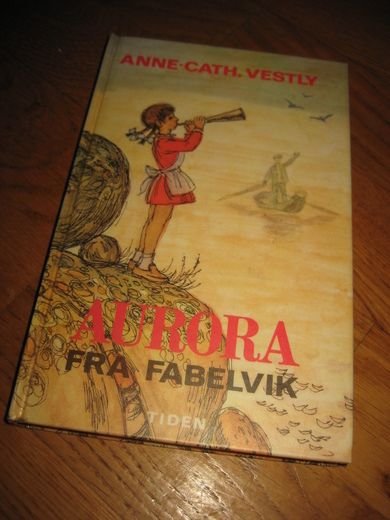 ANNE-CATH. VESTLY
AURORA
FRA FABELVIK
TIDEN